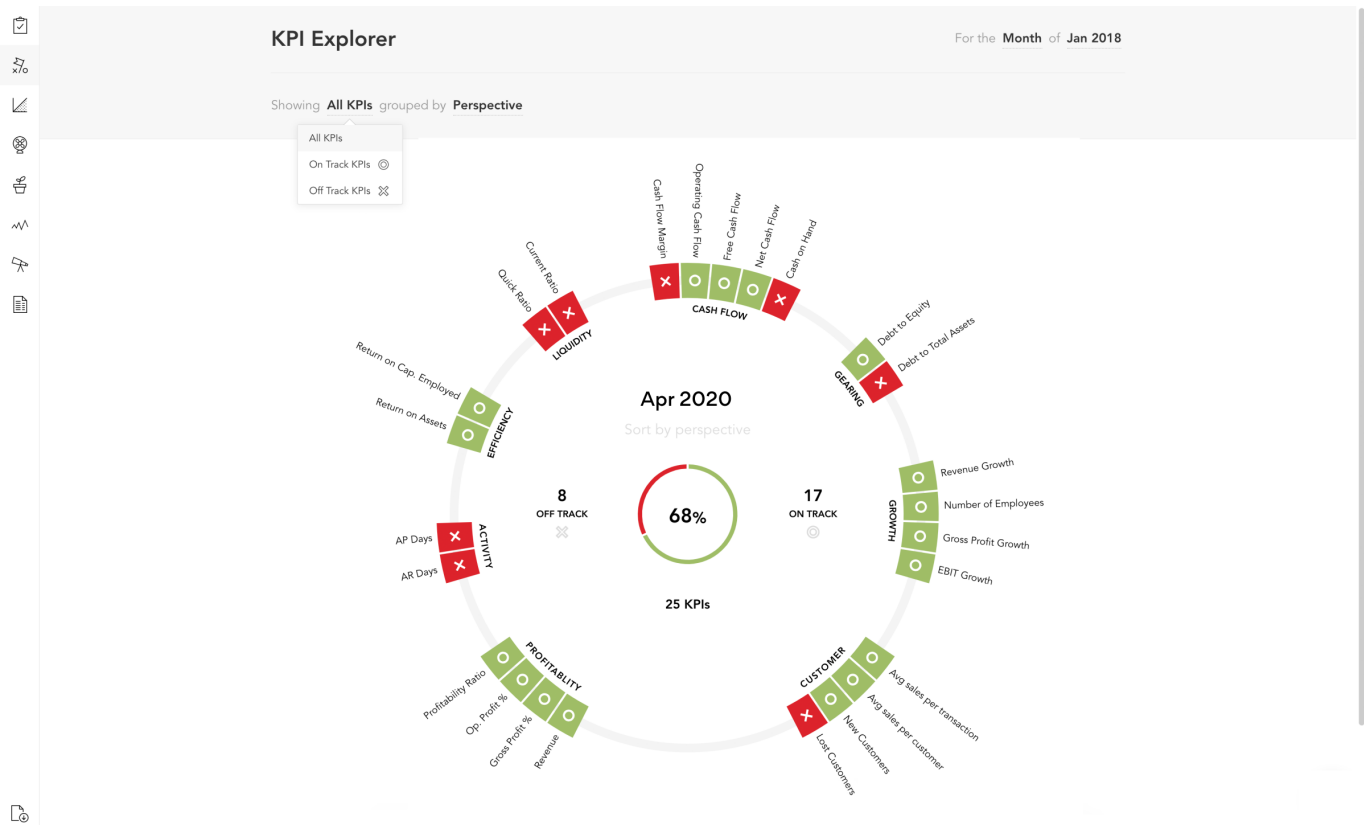 KPI Explorer
For the Month of Jan 2018
Showing All KPIs grouped by Perspective
All KPIs
On Track KPIs
Off Track KPIs
Cash Flow Margin
Operating Cash Flow
Free Cash Flow
Net Cash Flow
Cash on Hand
CASH FLOW
Current Ratio
Quick Ratio
LIQUIDITY
Debt to Equity
Debt to Total Assets
GEARING
Return on Cap. Employed
Return on Assets
EFFICIENCY
Apr 2020
Sort by perspective
8
OFF TRACK
68%
17
ON TRACK
25 KPIs
Revenue Growth
Number of Employees
Gross Profit Growth
EBIT Growth
GROWTH
AP Days
AR Days
ACTIVITY
PROFITABLITY
Profitability Ratio
Op. Profit %
Gross Profit %
Revenue
CUSTOMER
Avg sales per transaction
Avg sales per customer
New Customers
Lost Customers